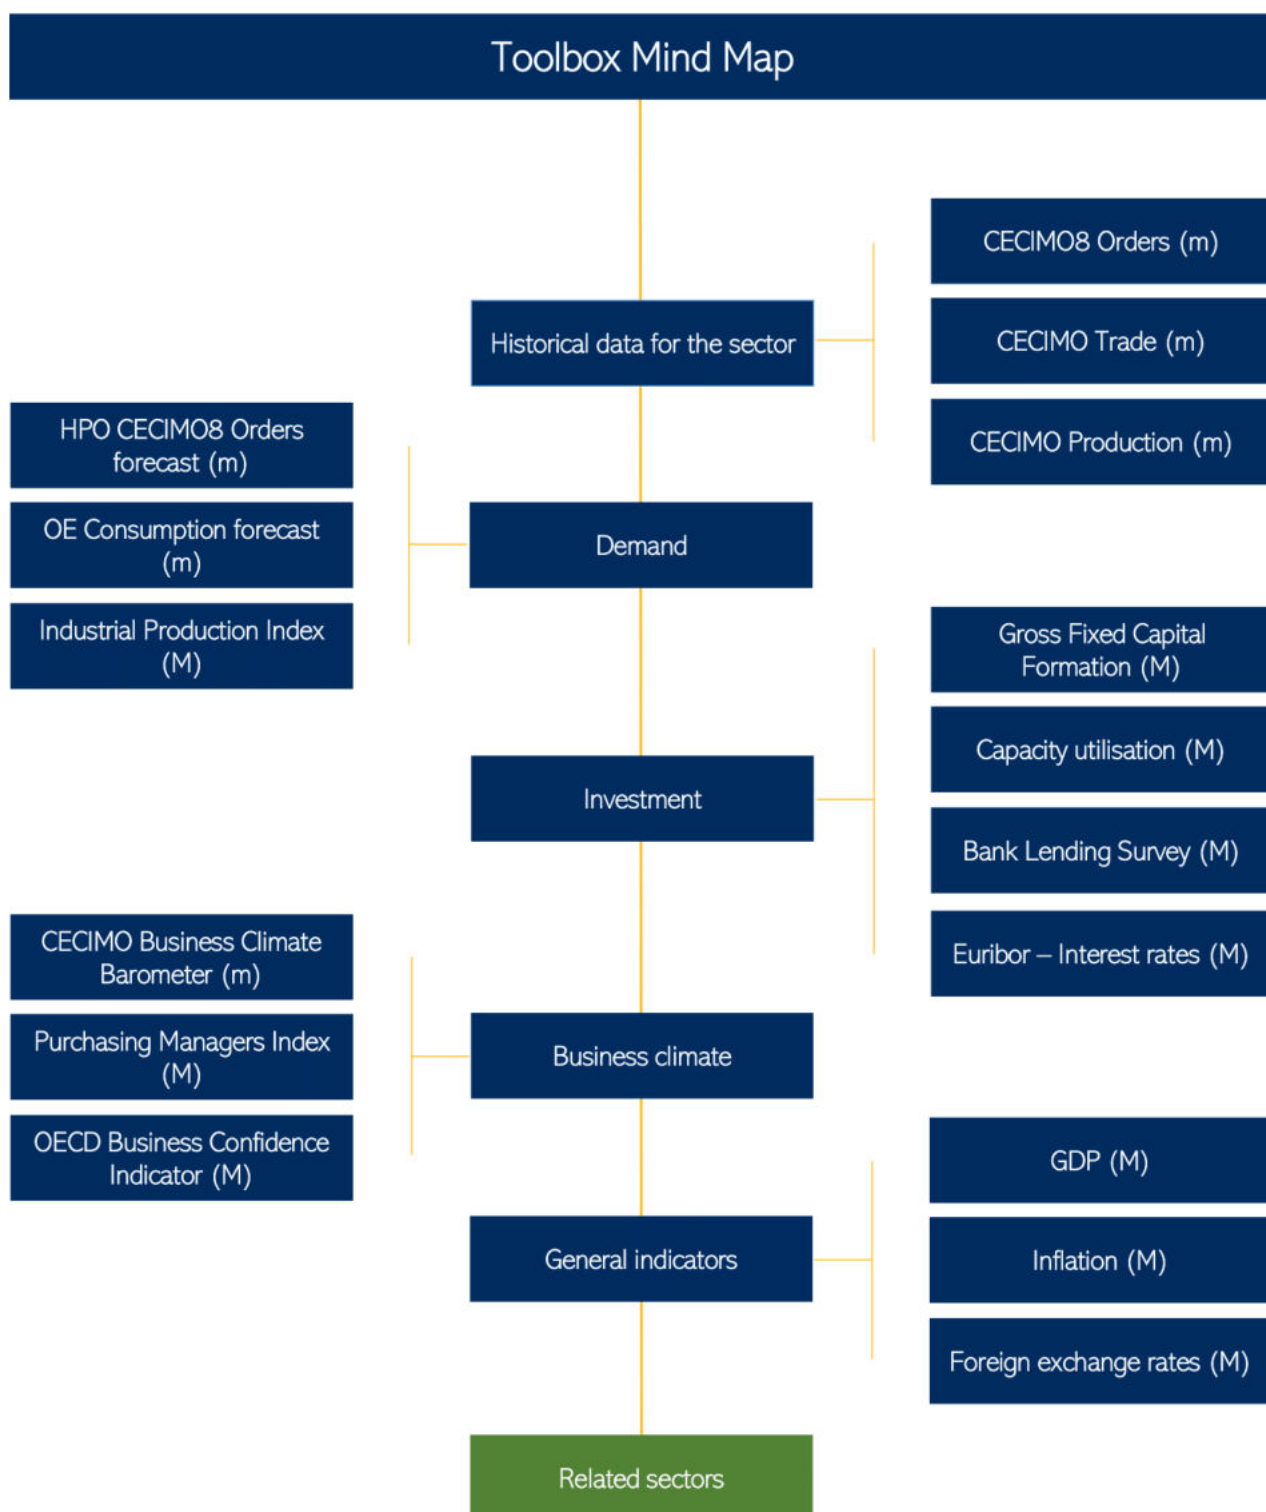 Toolbox Mind Map
CECIMO8 Orders (m)
Historical data for the sector
CECIMO Trade (m)
CECIMO Production (m)
HPO CECIMO8 Orders
forecast (m)
OE Consumption forecast
(m)
Demand
Industrial Production Index
(M)
Gross Fixed Capital
Formation (M)
Capacity utilisation (M)
Investment
Bank Lending Survey (M)
Euribor – Interest rates (M)
CECIMO Business Climate
Barometer (m)
Purchasing Managers Index
(M)
Business climate
OECD Business Confidence
Indicator (M)
GDP (M)
General indicators
Inflation (M)
Foreign exchange rates (M)
Related sectors